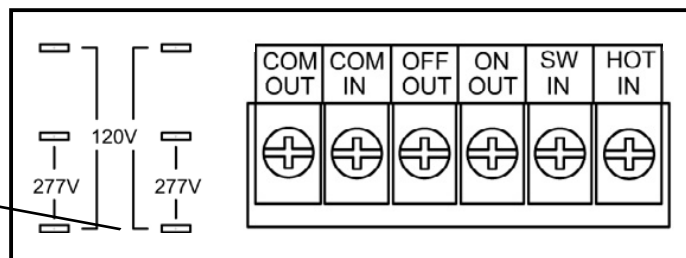 COM COM OFF ON SW HOT
OUT IN OUT OUT IN IN
120V
277V 277V